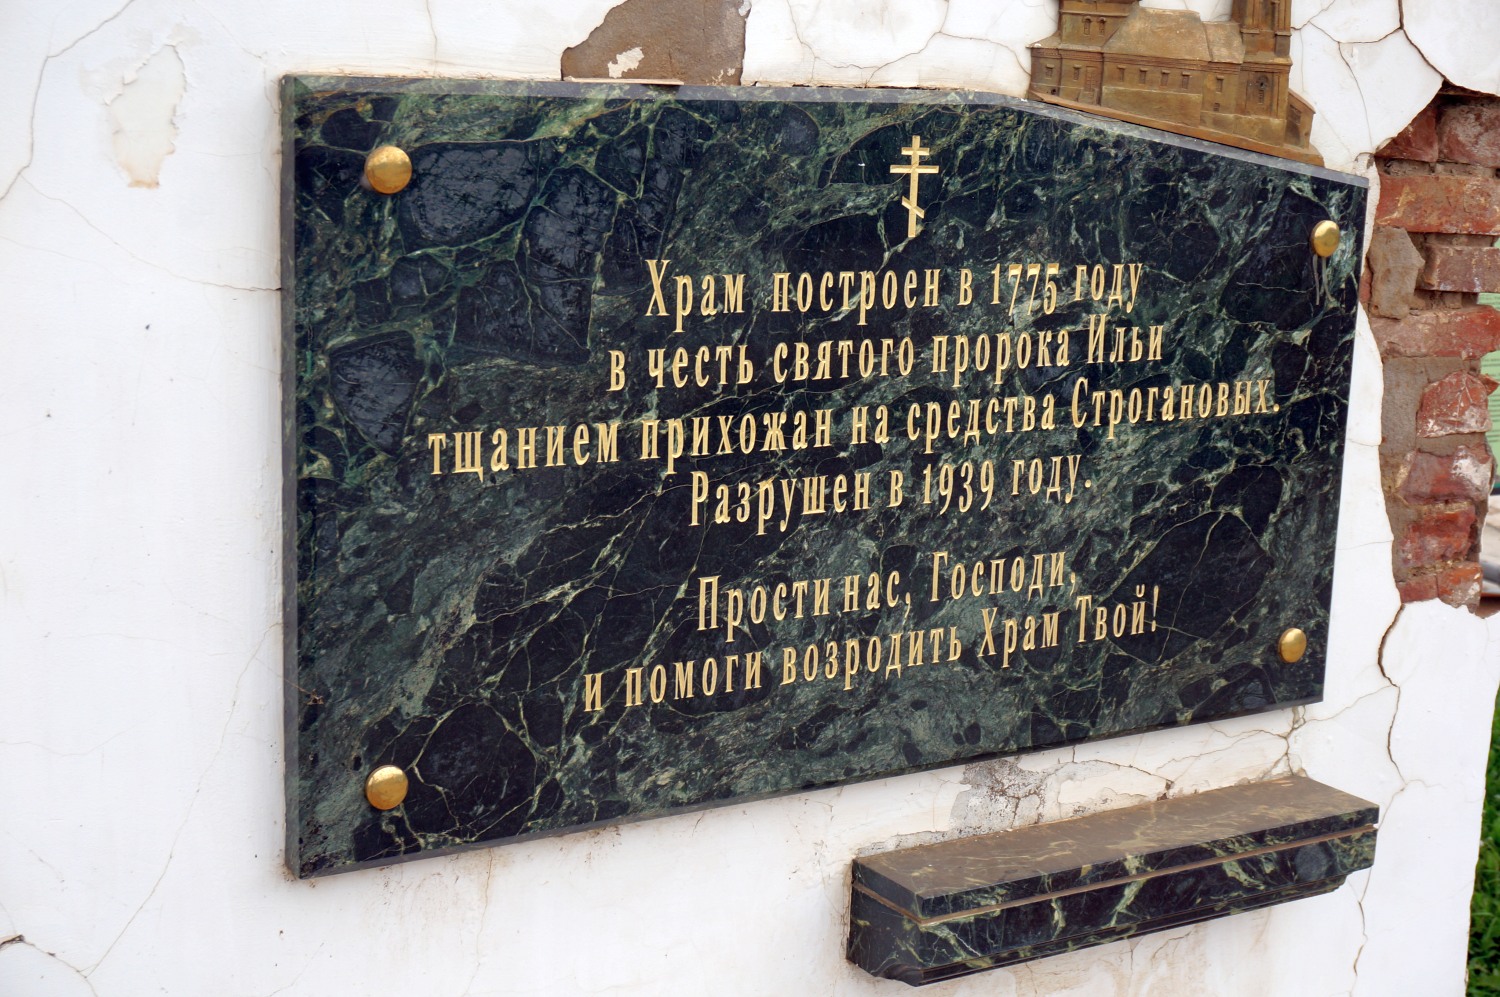 Храм построен в 1775 году
в честь святого пророка Ильи
тщанием прихожан на средства Строгановых.
Разрушен в 1939 году.
Прости нас, Господи,
и помоги возродить Храм Твой!